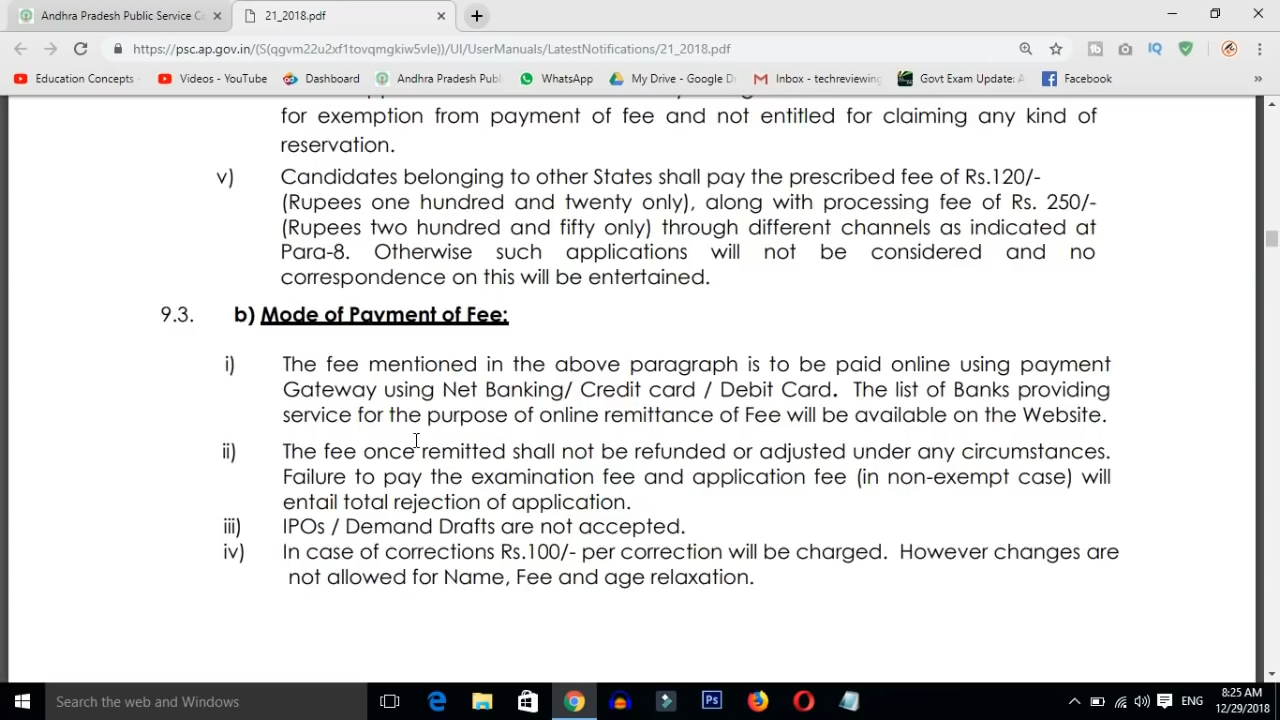 Andhra Pradesh Public Service Co
21_2018.pdf
https://psc.ap.gov.in/(S(qgvm22u2xf1tovqmgkiw5vle))/UI/UserManuals/LatestNotifications/21_2018.pdf
Education Concepts - Videos - YouTube Dashboard Andhra Pradesh Publ WhatsApp My Drive - Google D Inbox - techreviewing Govt Exam Update: A Facebook
for exemption from payment of fee and not entitled for claiming any kind of
reservation.
v) Candidates belonging to other States shall pay the prescribed fee of Rs.120/-
(Rupees one hundred and twenty only), along with processing fee of Rs. 250/-
(Rupees two hundred and fifty only) through different channels as indicated at
Para-8. Otherwise such applications will not be considered and no
correspondence on this will be entertained.
9.3. b) Mode of Payment of Fee:
i) The fee mentioned in the above paragraph is to be paid online using payment
Gateway using Net Banking/ Credit card / Debit Card. The list of Banks providing
service for the purpose of online remittance of Fee will be available on the Website.
ii) The fee once remitted shall not be refunded or adjusted under any circumstances.
Failure to pay the examination fee and application fee (in non-exempt case) will
entail total rejection of application.
iii) IPOs / Demand Drafts are not accepted.
iv) In case of corrections Rs.100/- per correction will be charged. However changes are
not allowed for Name, Fee and age relaxation.
Search the web and Windows
ENG
8:25 AM
12/29/2018